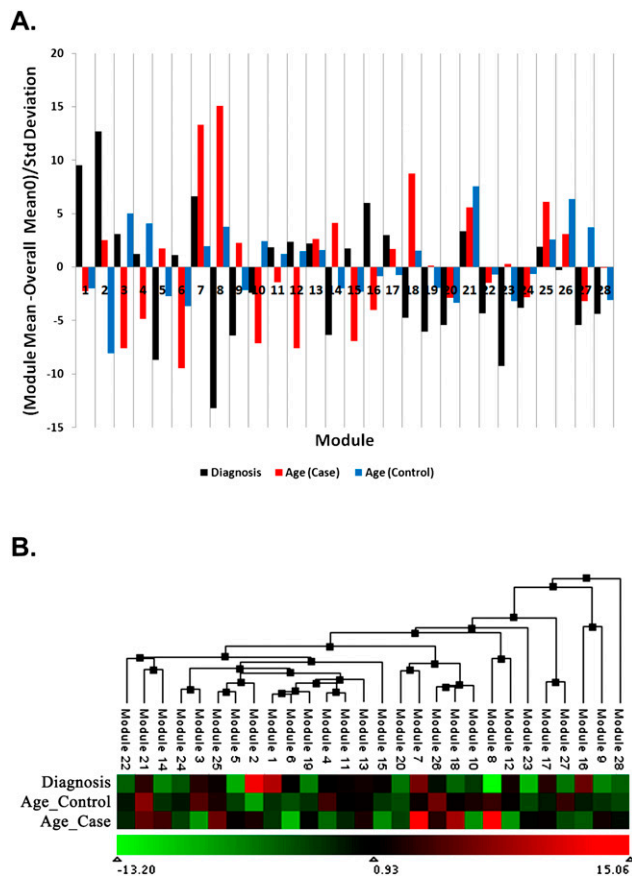 A.
(Module Mean -Overall Mean0)/Std Deviation
20
15
10
5
0
-5
-10
-15
1 2 3 4 5 6 7 8 9 10 11 12 13 14 15 16 17 18 19 20 21 22 23 24 25 26 27 28
Module
Diagnosis Age (Case) Age (Control)
B.
Module 22
Module 21
Module 14
Module 24
Module 3
Module 25
Module 5
Module 2
Module 1
Module 6
Module 19
Module 4
Module 11
Module 13
Module 15
Module 20
Module 7
Module 26
Module 18
Module 10
Module 8
Module 12
Module 23
Module 17
Module 27
Module 16
Module 9
Module 28
Diagnosis
Age_Control
Age_Case
-13.20 0.93 15.06